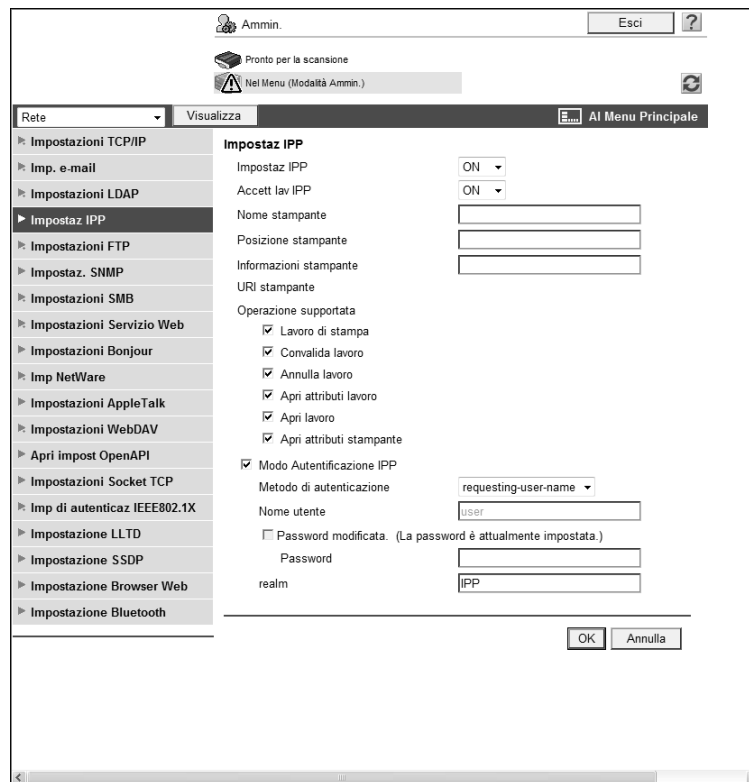 Ammin.
Esci
?
Pronto per la scansione
Nel Menu (Modalità Ammin.)
Rete
Visualizza
Al Menu Principale
Impostazioni TCP/IP
Imp. e-mail
Impostazioni LDAP
Impostaz IPP
Impostazioni FTP
Impostaz. SNMP
Impostazioni SMB
Impostazioni Servizio Web
Impostazioni Bonjour
Imp NetWare
Impostazioni AppleTalk
Impostazioni WebDAV
Apri impost OpenAPI
Impostazioni Socket TCP
Imp di autenticaz IEEE802.1X
Impostazione LLTD
Impostazione SSDP
Impostazione Browser Web
Impostazione Bluetooth
Impostaz IPP
Impostaz IPP ON
Accett lav IPP ON
Nome stampante
Posizione stampante
Informazioni stampante
URI stampante
Operazione supportata
Lavoro di stampa
Convalida lavoro
Annulla lavoro
Apri attributi lavoro
Apri lavoro
Apri attributi stampante
Modo Autentificazione IPP
Metodo di autenticazione requesting-user-name
Nome utente user
Password modificata. (La password è attualmente impostata.)
Password
realm IPP
OK Annulla